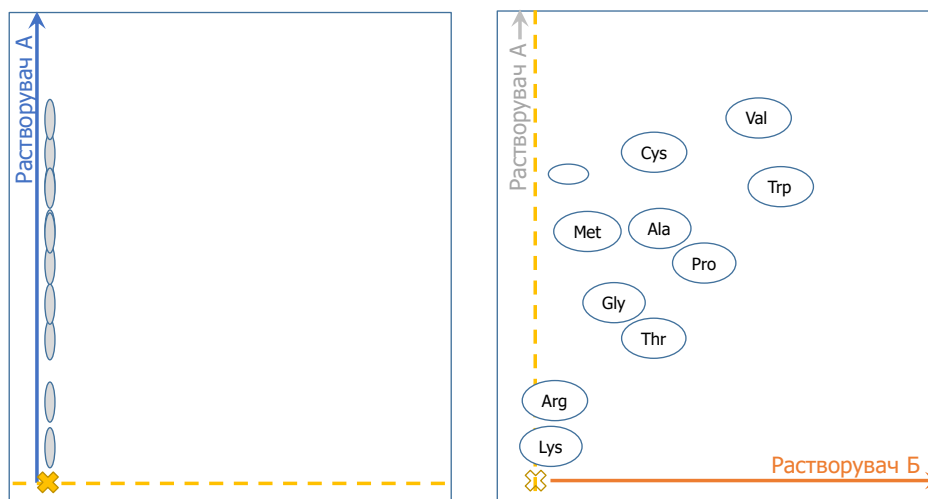 Растворувач А
Растворувач А
Val
Cys
Trp
Met
Ala
Pro
Gly
Thr
Arg
Lys
Растворувач Б